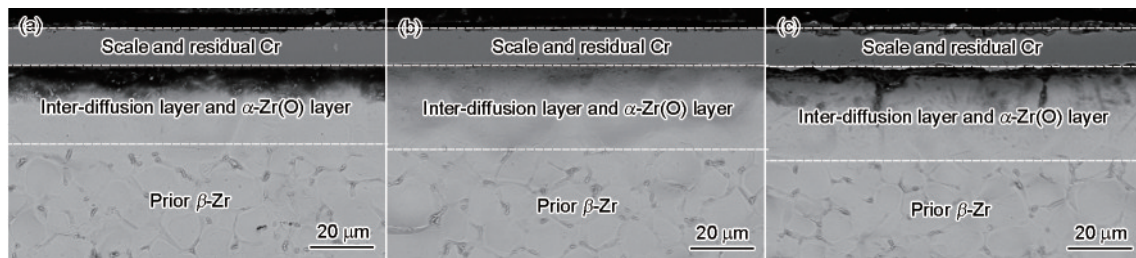 (a)
Scale and residual Cr
Inter-diffusion layer and α-Zr(O) layer
Prior β-Zr
20 μm
(b)
Scale and residual Cr
Inter-diffusion layer and α-Zr(O) layer
Prior β-Zr
20 μm
(c)
Scale and residual Cr
Inter-diffusion layer and α-Zr(O) layer
Prior β-Zr
20 μm